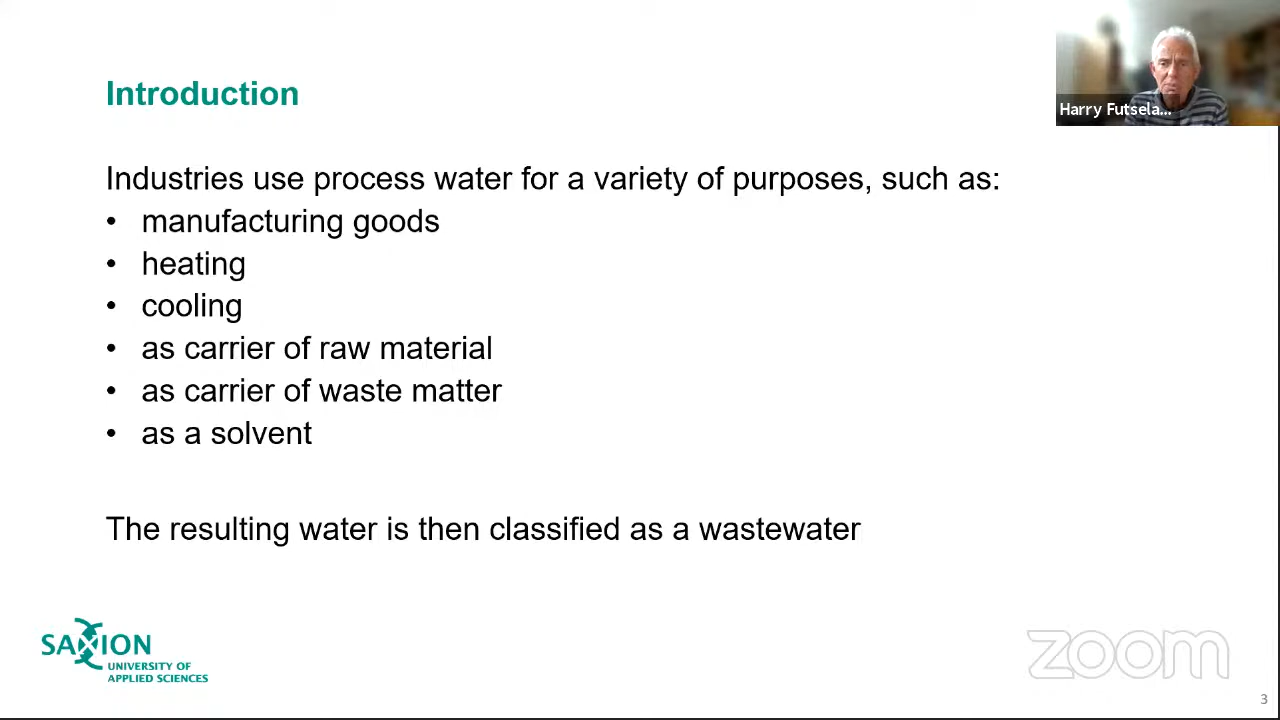 Introduction
Harry Futsela...
Industries use process water for a variety of purposes, such as:
• manufacturing goods
• heating
• cooling
• as carrier of raw material
• as carrier of waste matter
• as a solvent
The resulting water is then classified as a wastewater
SAXION
UNIVERSITY OF
APPLIED SCIENCES
zoom
3